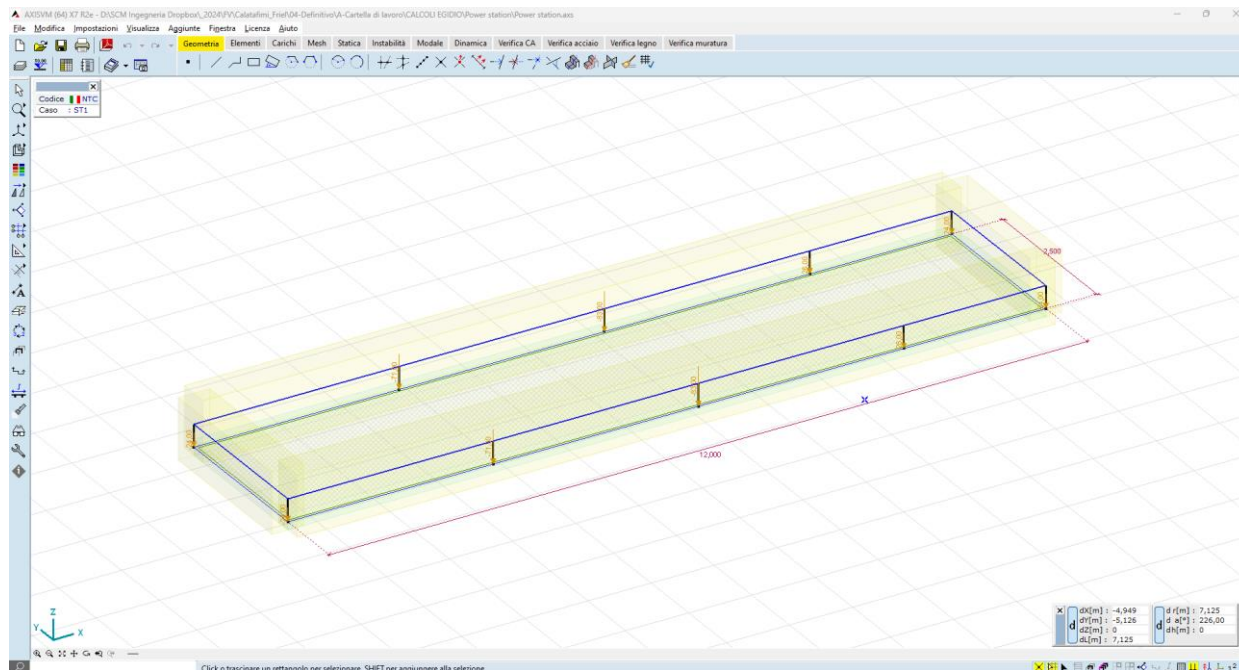 AXISVM (64) X7 R2e - D:\SCM Ingegneria Dropbox\_2024\FV\Calatafimi_Friel\04-Definitivo\A-Cartella di lavoro\CALCOLI EGIDIO\Power station\Power station.axs
File Modifica Impostazioni Visualizza Aggiunte Finestra Licenza Aiuto
Geometria Elementi Carichi Mesh Statica Instabilità Modale Dinamica Verifica CA Verifica acciaio Verifica legno Verifica muratura
Codice NTC
Caso : ST1
2,800
12,000
Z
Y
X
dX[m] : -4,949
dY[m] : -5,126
dZ[m] : 0
dL[m] : 7,125
d
d r[m] : 7,125
d a[°] : 226,00
dh[m] : 0
d
Click o trascinare un rettangolo per selezionare. SHIFT per aggiungere alla selezione